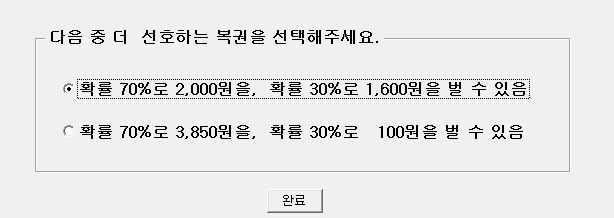 다음 중 더 선호하는 복권을 선택해주세요.
확률 70%로 2,000원을, 확률 30%로 1,600원을 벌 수 있음
확률 70%로 3,850원을, 확률 30%로 100원을 벌 수 있음
완료